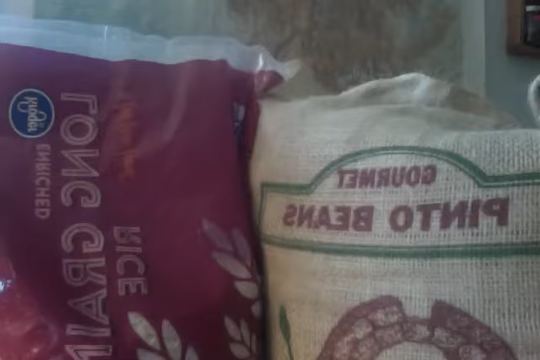 Kroger
LONG GRAIN
ENRICHED
RICE
GOURMET
PINTO BEANS